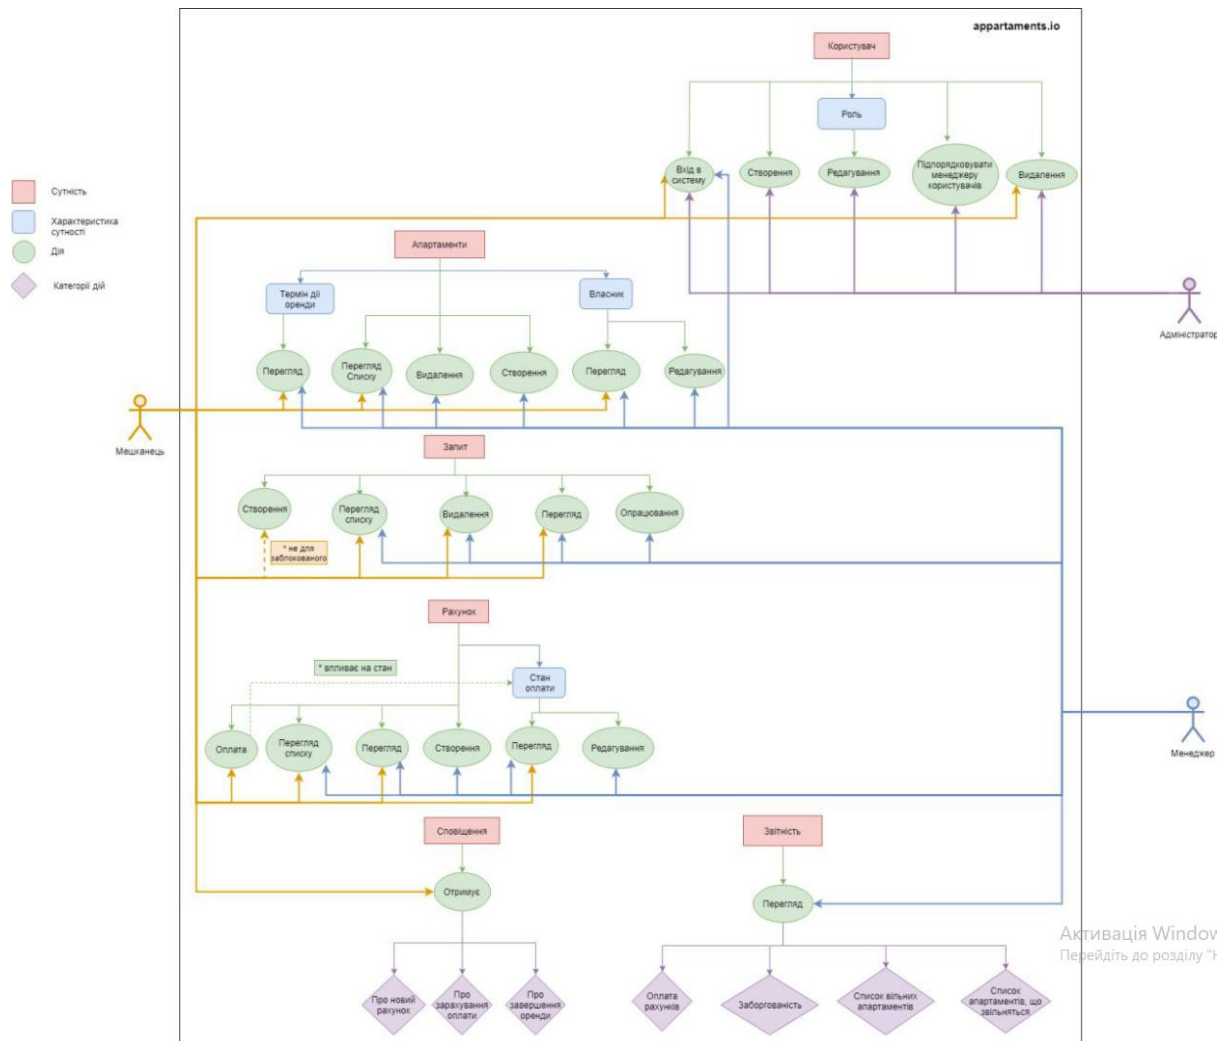 appartaments.io
Користувач
Роль
Вхід в
систему
Створення
Редагування
Підпорядковувати
менеджеру
користувачів
Видалення
Сутність
Характеристика
сутності
Дія
Категорії дій
Апартаменти
Термін дії
оренди
Власник
Адміністратор
Перегляд
Перегляд
Списку
Видалення
Створення
Перегляд
Редагування
Мешканець
Запит
Створення
Перегляд
списку
Видалення
Перегляд
Опрацювання
* не для
заблокованого
Рахунок
* впливає на стан
Стан
оплати
Оплата
Перегляд
списку
Перегляд
Створення
Перегляд
Редагування
Менеджер
Сповіщення
Звітність
Отримує
Перегляд
Активація Window
Перейдіть до розділу "Н
Про новий
рахунок
Про
зарахування
оплати
Про
завершення
оренди
Оплата
рахунків
Заборгованість
Список вільних
апартаментів
Список
апартаментів, що
звільняться